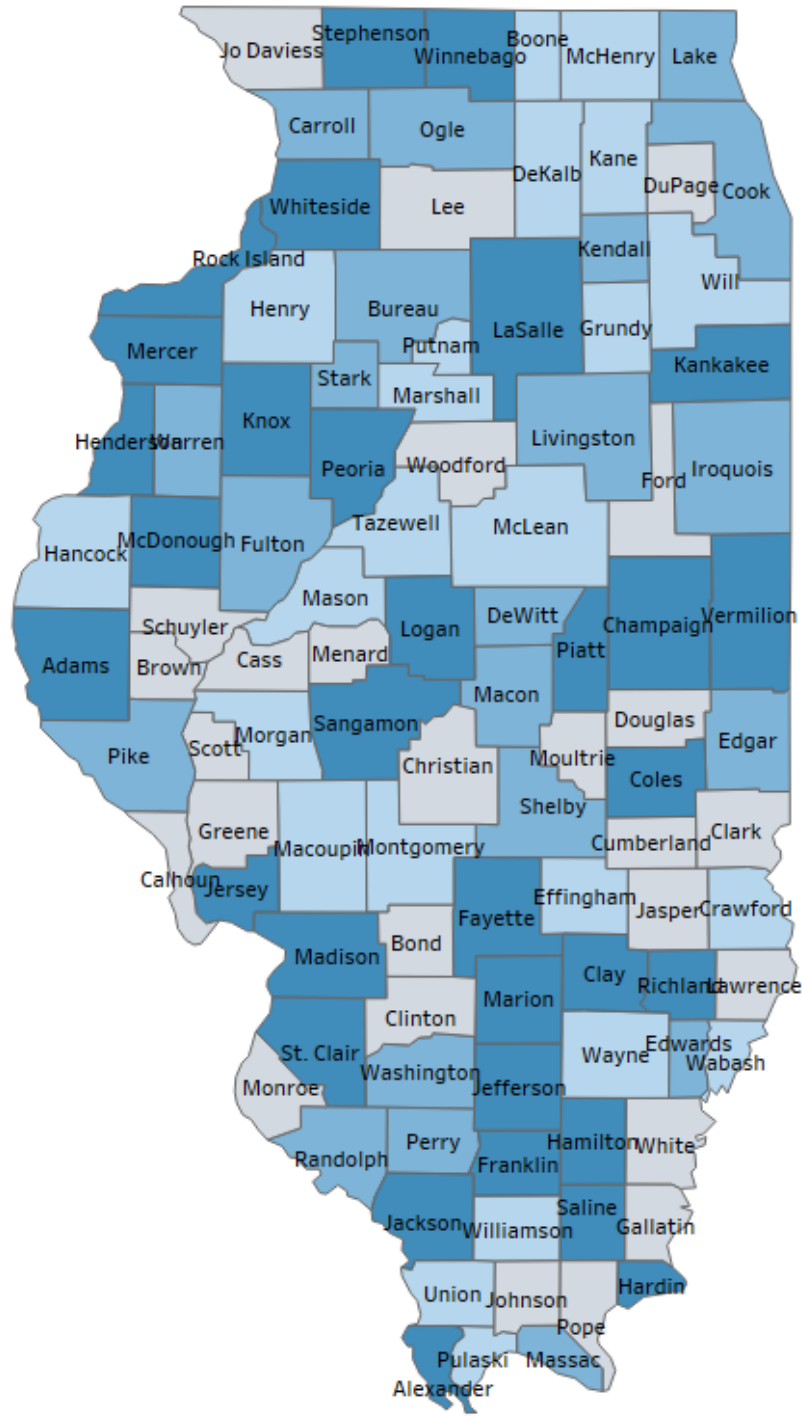 Jo Daviess
Stephenson
Winnebago
Boone
McHenry
Lake
Carroll
Ogle
DeKalb
Kane
DuPage
Cook
Whiteside
Lee
Kendall
Rock Island
Henry
Bureau
LaSalle
Grundy
Will
Mercer
Putnam
Kankakee
Stark
Marshall
Henderson
Warren
Knox
Peoria
Woodford
Livingston
Ford
Iroquois
Hancock
McDonough
Fulton
Tazewell
McLean
Mason
Schuyler
Logan
DeWitt
Piatt
Champaign
Vermilion
Adams
Brown
Cass
Menard
Macon
Pike
Scott
Morgan
Sangamon
Christian
Moultrie
Douglas
Edgar
Coles
Shelby
Greene
Macoupin
Montgomery
Cumberland
Clark
Calhoun
Jersey
Fayette
Effingham
Jasper
Crawford
Madison
Bond
Marion
Clay
Richland
Lawrence
Clinton
St. Clair
Wayne
Edwards
Wabash
Monroe
Washington
Jefferson
Randolph
Perry
Franklin
Hamilton
White
Jackson
Williamson
Saline
Gallatin
Union
Johnson
Pope
Hardin
Alexander
Pulaski
Massac